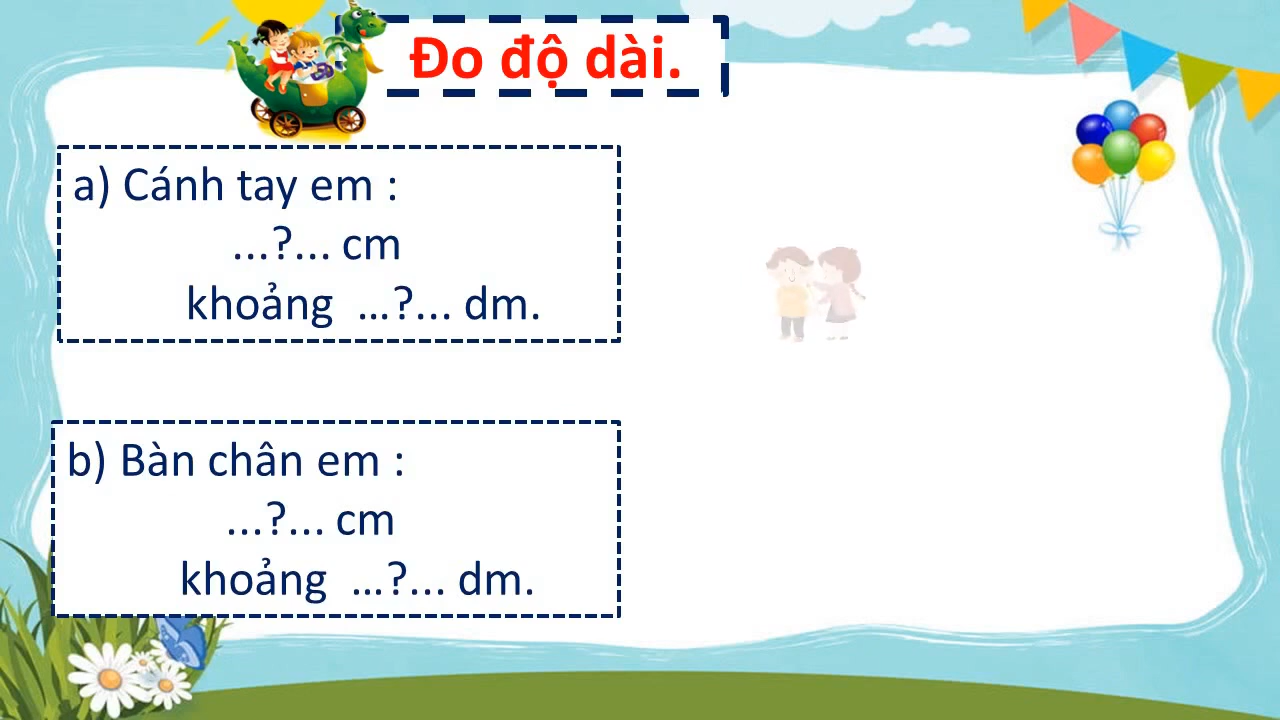 Đo độ dài.
a) Cánh tay em :
...?... cm
khoảng ...?... dm.
b) Bàn chân em :
...?... cm
khoảng ...?... dm.